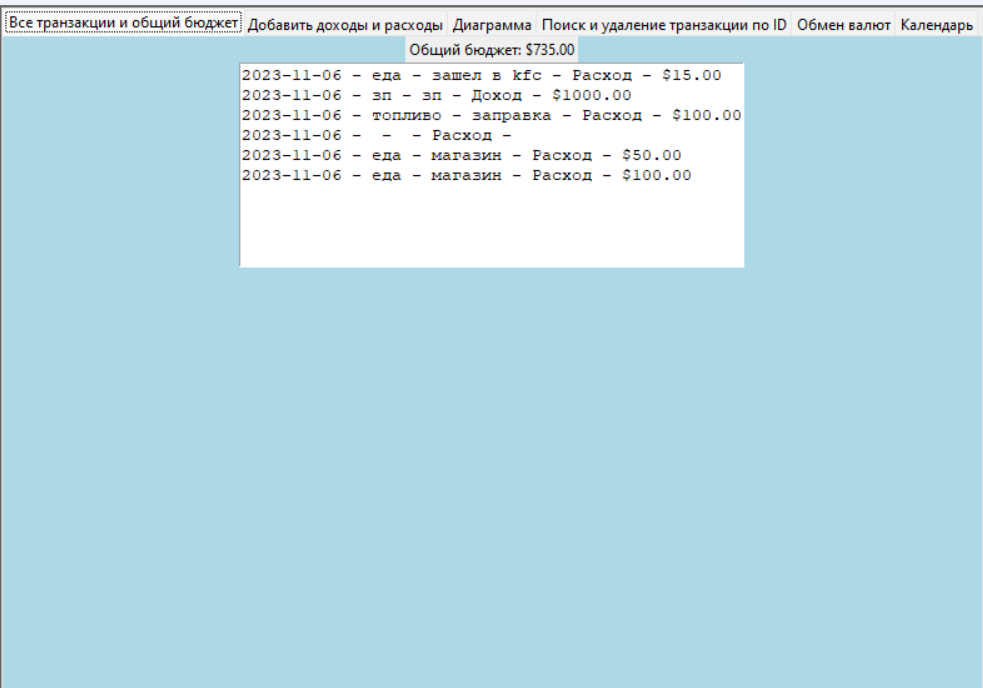 Все транзакции и общий бюджет Добавить доходы и расходы Диаграмма Поиск и удаление транзакции по ID Обмен валют Календарь
Общий бюджет: $735.00
2023-11-06 - еда - зашел в kfc - Расход - $15.00
2023-11-06 - зп - зп - Доход - $1000.00
2023-11-06 - топливо - заправка - Расход - $100.00
2023-11-06 -  -  - Расход -
2023-11-06 - еда - магазин - Расход - $50.00
2023-11-06 - еда - магазин - Расход - $100.00